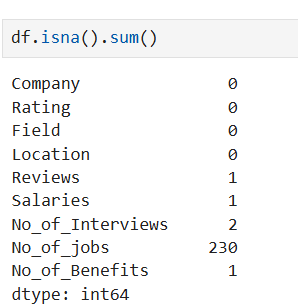 df.isna().sum()
Company 0
Rating 0
Field 0
Location 0
Reviews 1
Salaries 1
No_of_Interviews 2
No_of_jobs 230
No_of_Benefits 1
dtype: int64